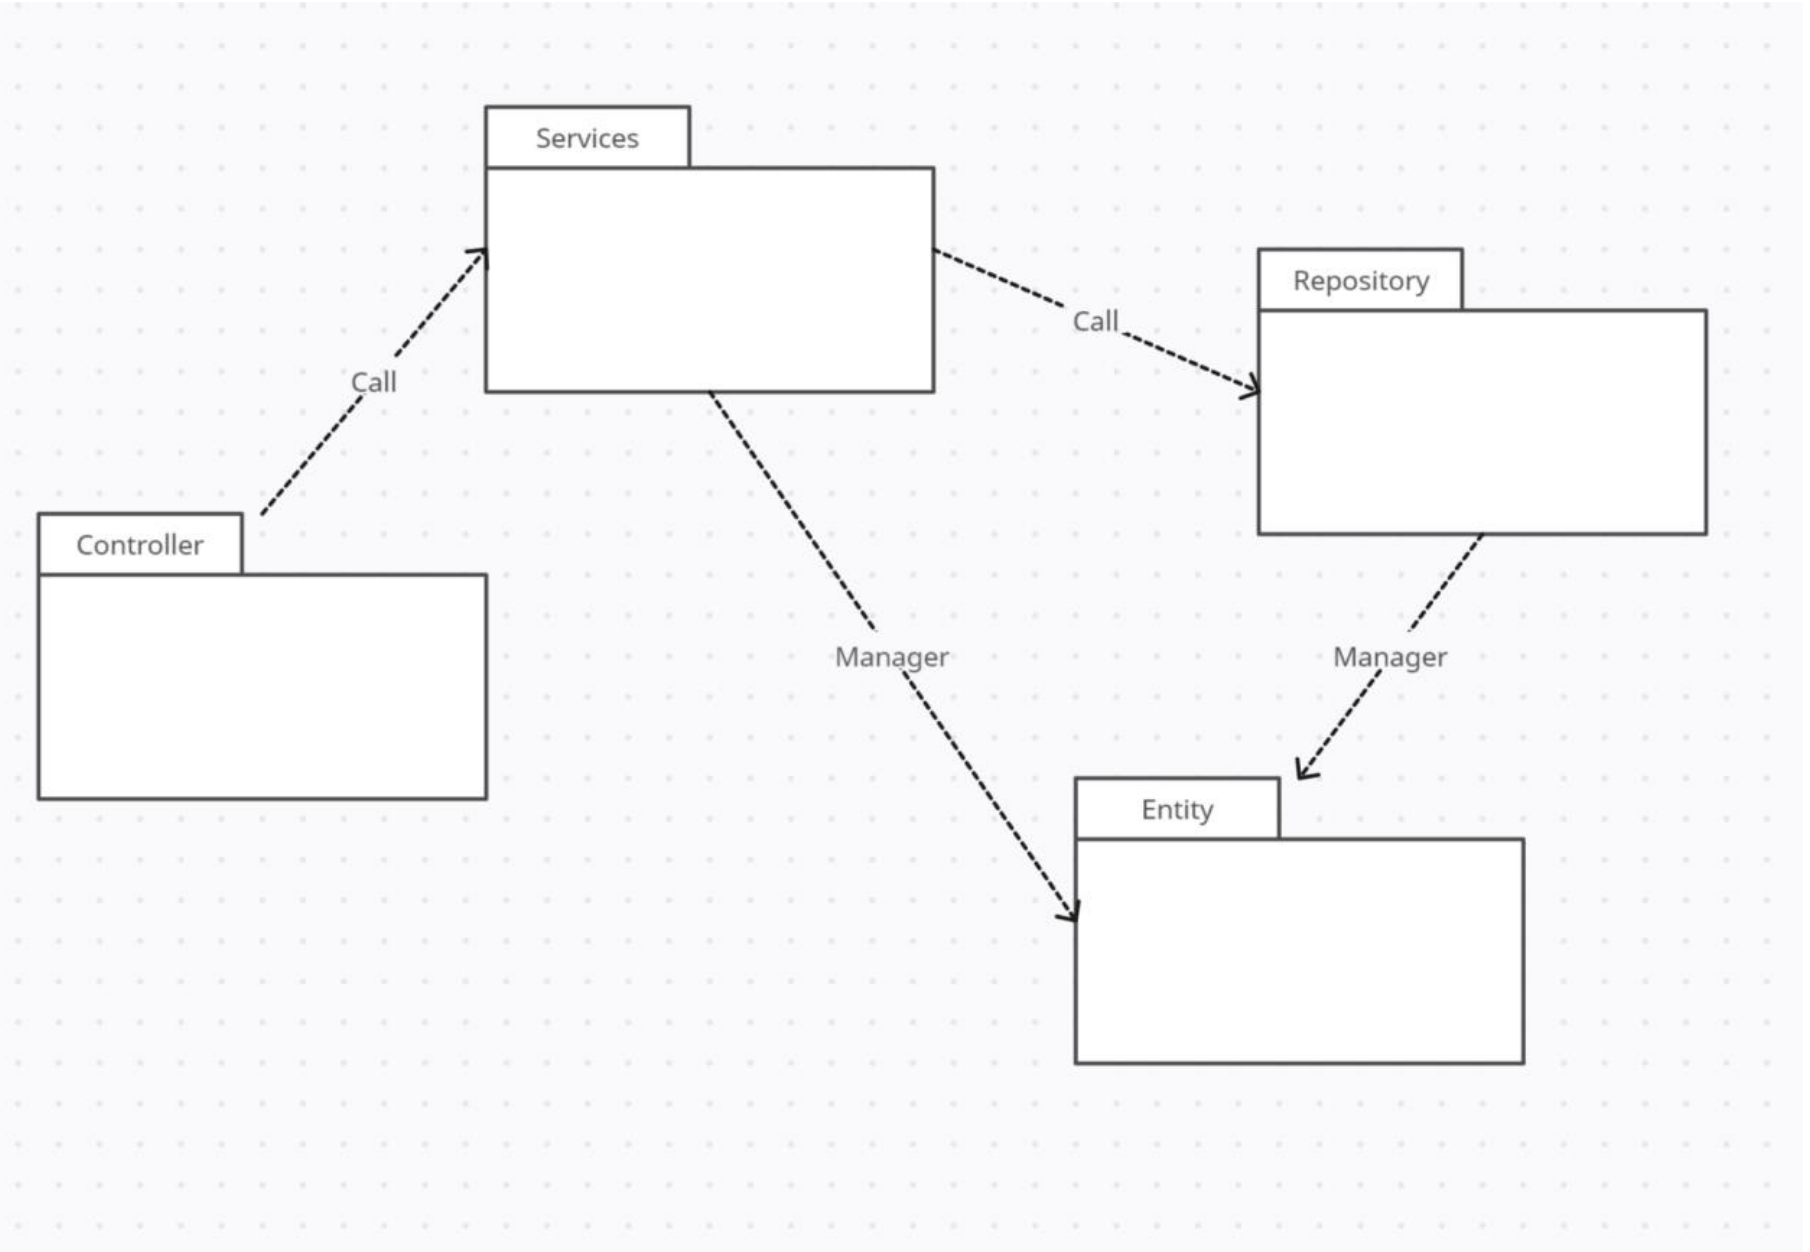 Services
Repository
Call
Call
Controller
Manager
Manager
Entity